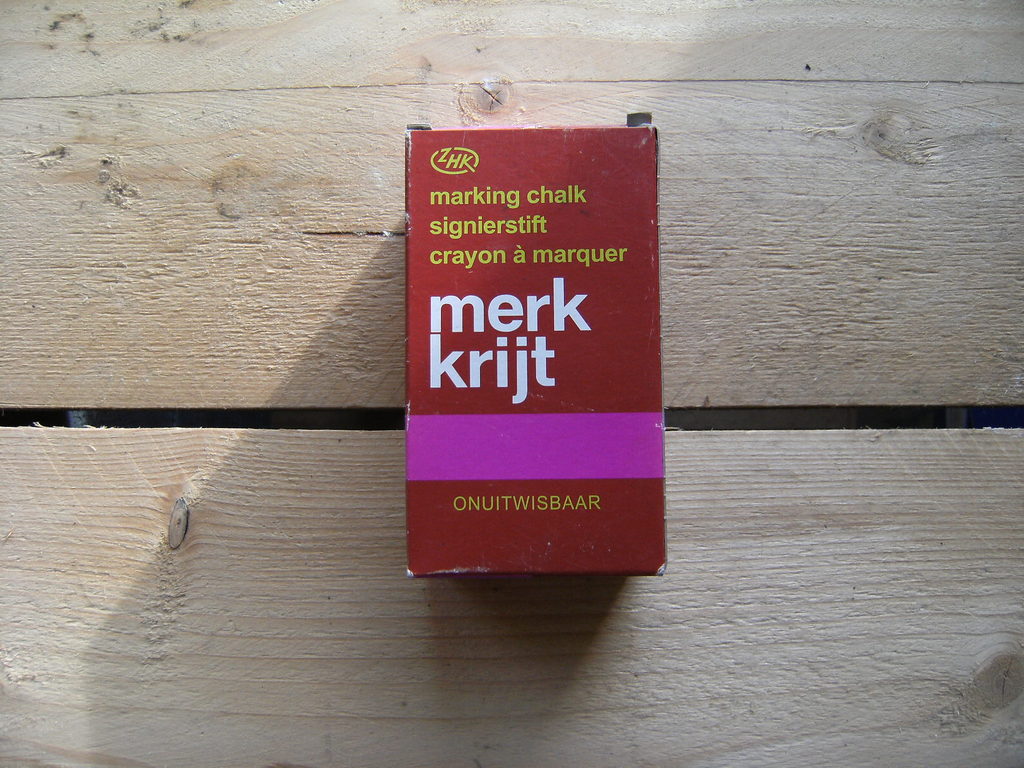 ZHK
marking chalk
signierstift
crayon à marquer
merk
krijt
ONUITWISBAAR